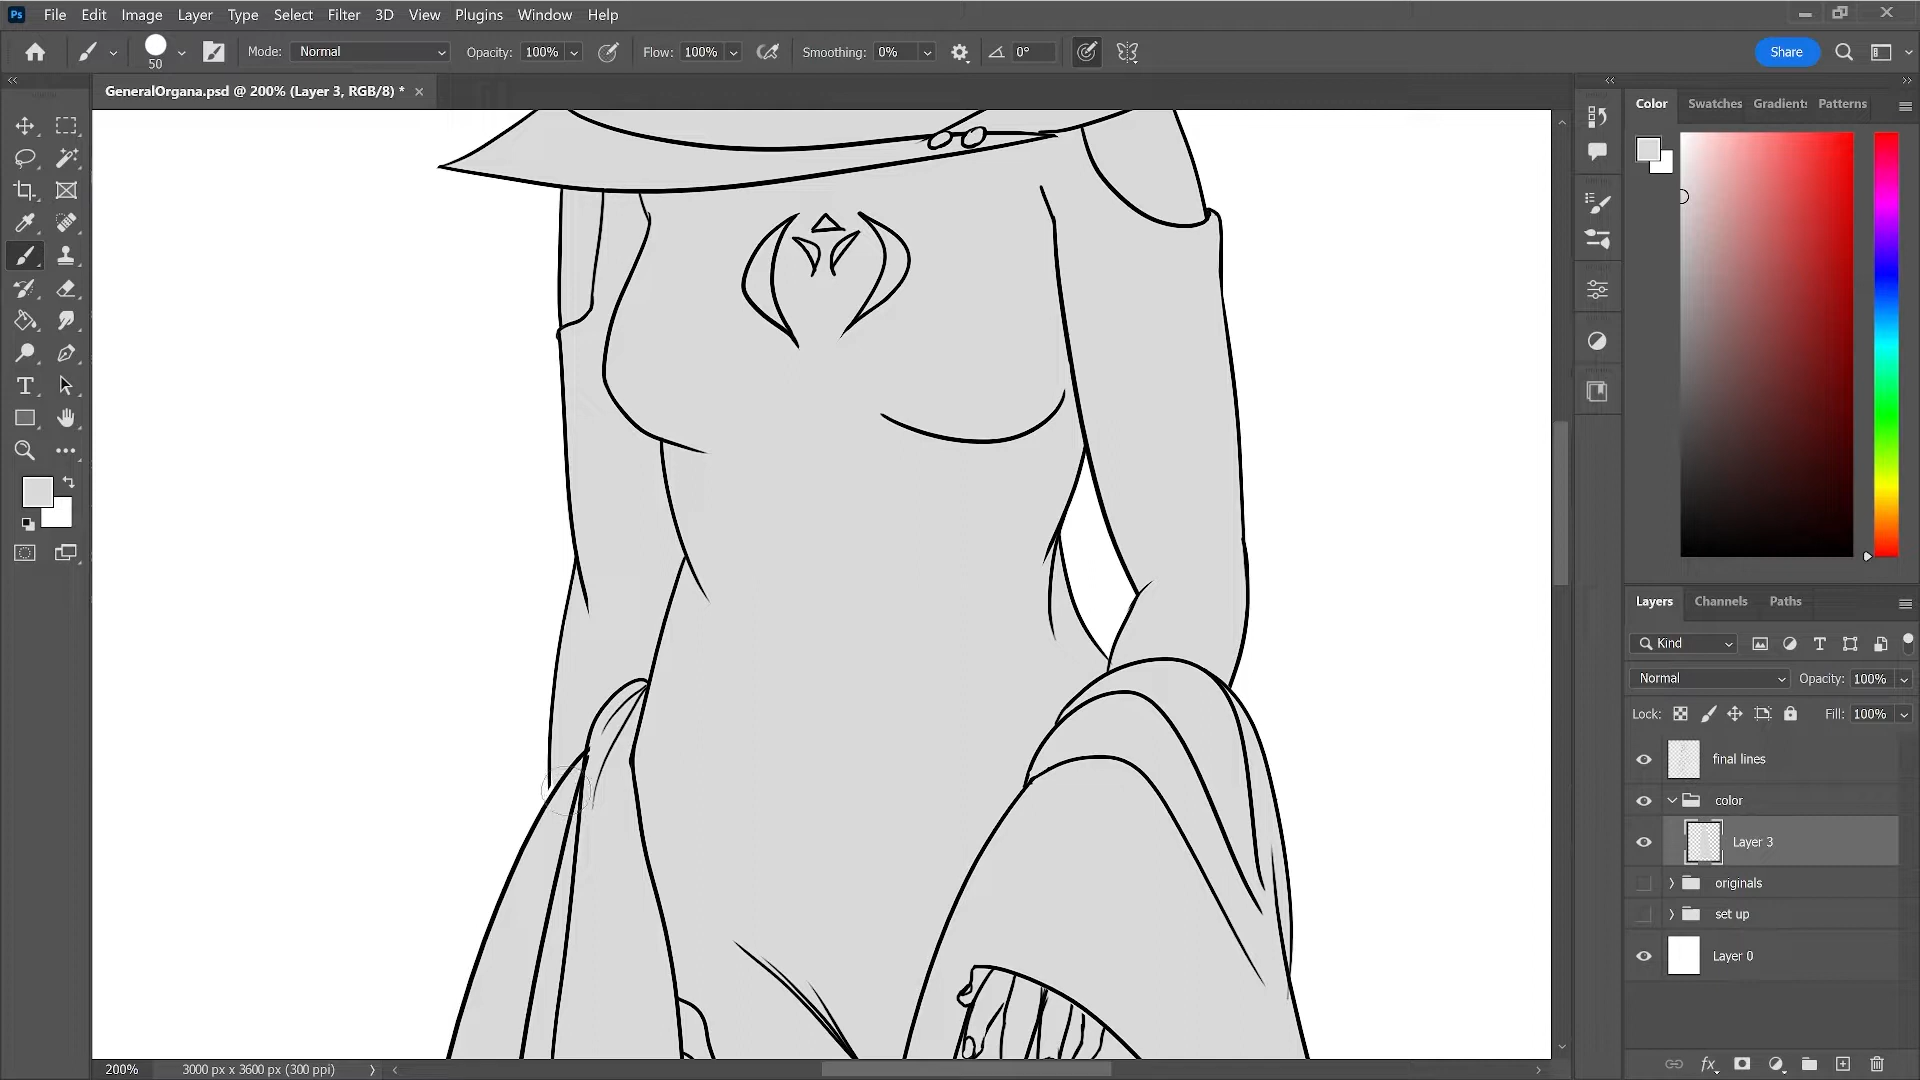 Ps File Edit Image Layer Type Select Filter 3D View Plugins Window Help
50 Mode: Normal Opacity: 100% Flow: 100% Smoothing: 0% 0° Share
GeneralOrgana.psd @ 200% (Layer 3, RGB/8) *
Color Swatches Gradients Patterns
Layers Channels Paths
Kind
Normal Opacity: 100%
Lock: Fill: 100%
final lines
color
Layer 3
originals
set up
Layer 0
200% 3000 px x 3600 px (300 ppi)